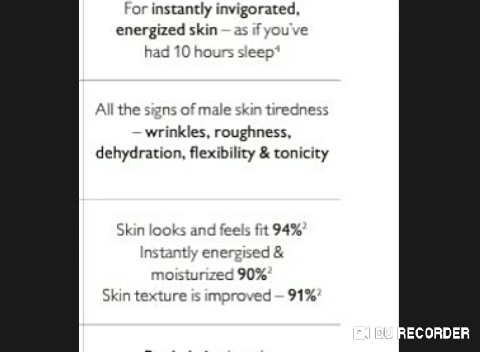 For instantly invigorated,
energized skin – as if you've
had 10 hours sleep⁴
All the signs of male skin tiredness
– wrinkles, roughness,
dehydration, flexibility & tonicity
Skin looks and feels fit 94%²
Instantly energised &
moisturized 90%²
Skin texture is improved – 91%²
DU RECORDER